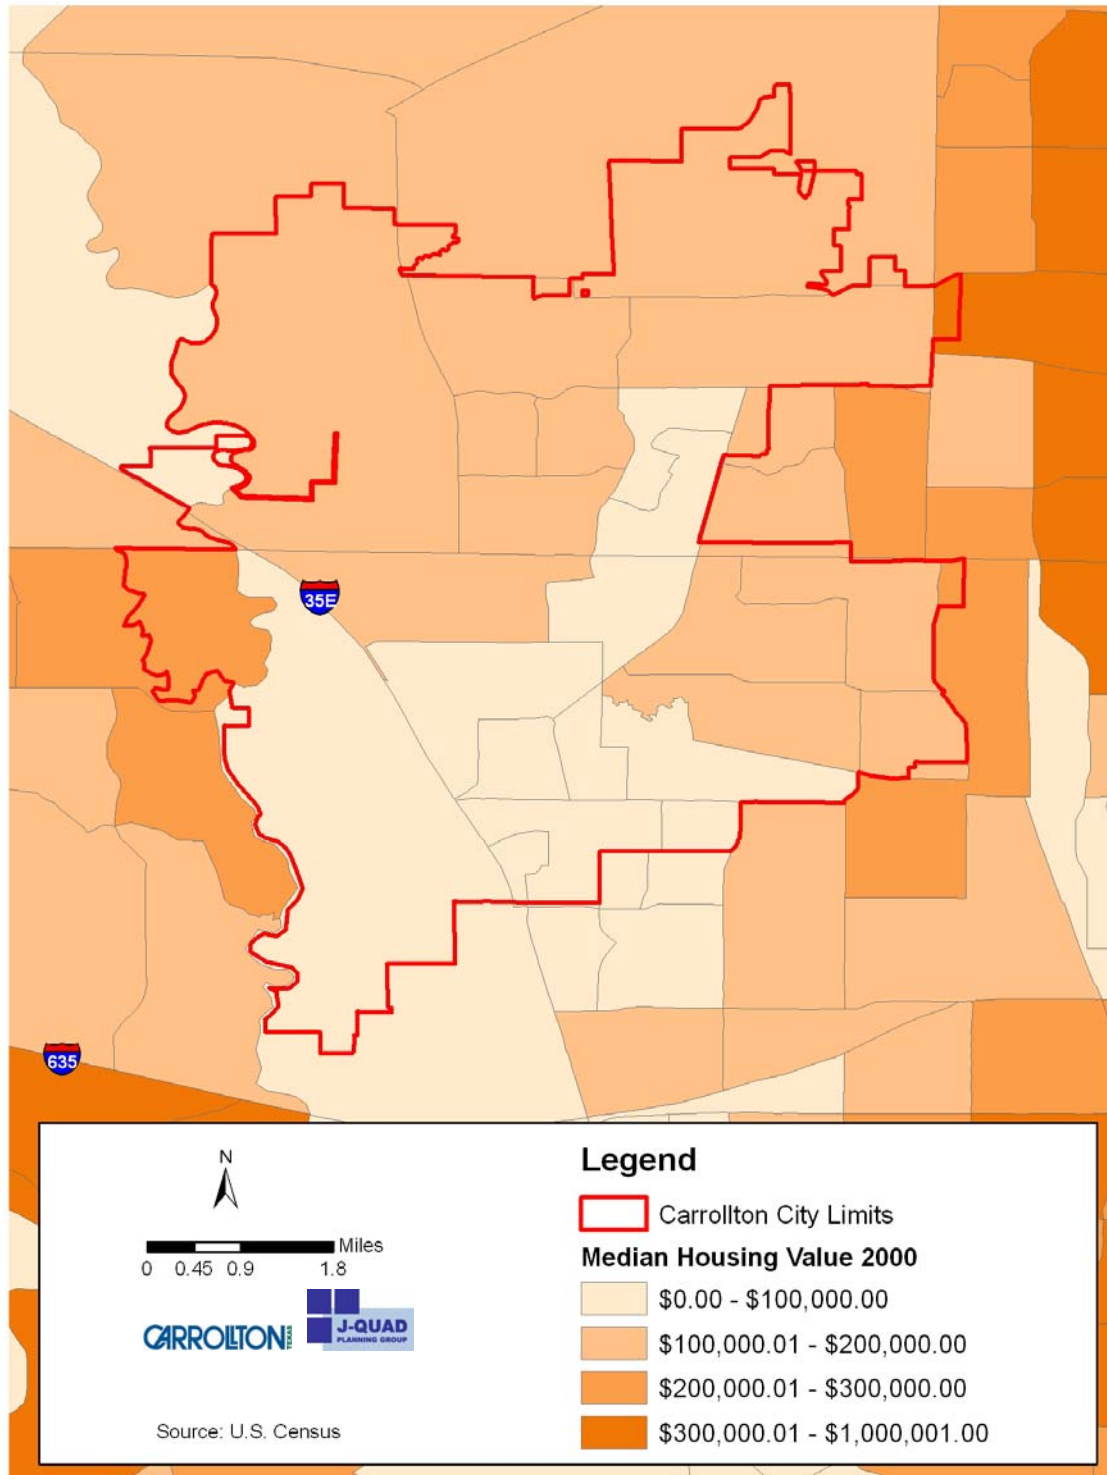 35E
635
N
Miles
0 0.45 0.9 1.8
CARROLLTON TEXAS
J-QUAD
PLANNING GROUP
Source: U.S. Census
Legend
Carrollton City Limits
Median Housing Value 2000
$0.00 - $100,000.00
$100,000.01 - $200,000.00
$200,000.01 - $300,000.00
$300,000.01 - $1,000,001.00